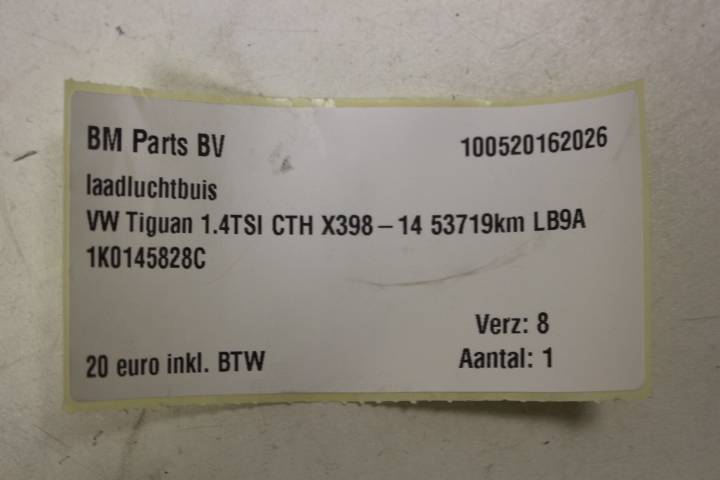 BM Parts BV 100520162026
laadluchtbuis
VW Tiguan 1.4TSI CTH X398-14 53719km LB9A
1K0145828C
Verz: 8
20 euro inkl. BTW Aantal: 1